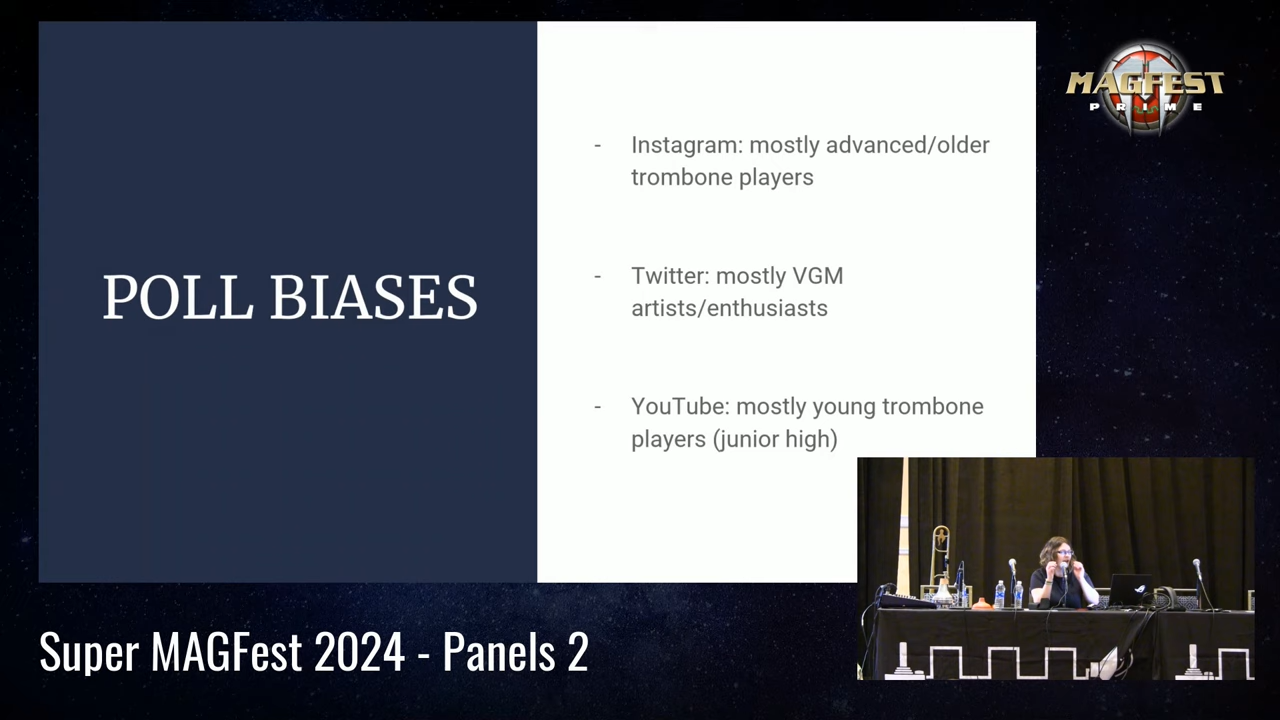 MAGFEST
PRIME
POLL BIASES
- Instagram: mostly advanced/older
trombone players
- Twitter: mostly VGM
artists/enthusiasts
- YouTube: mostly young trombone
players (junior high)
Super MAGFest 2024 - Panels 2